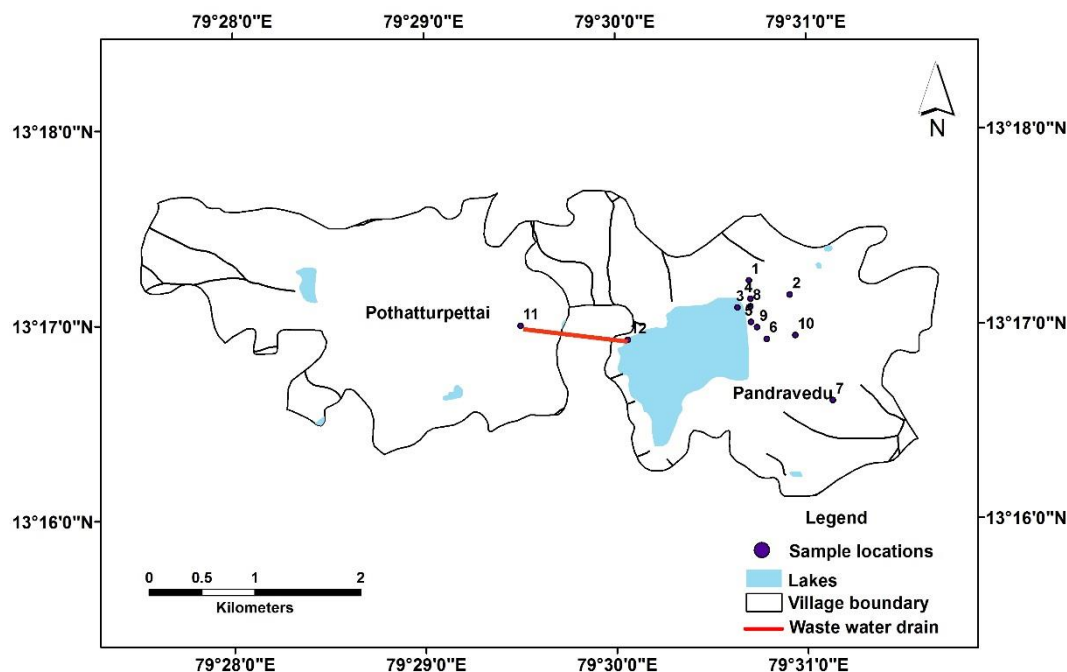 79°28'0"E 79°29'0"E 79°30'0"E 79°31'0"E
N
13°18'0"N 13°18'0"N
1
2
4
3 8
5 9
6 10
11
12
Pothatturpettai
13°17'0"N 13°17'0"N
Pandravedu 7
13°16'0"N 13°16'0"N
Legend
Sample locations
Lakes
Village boundary
Waste water drain
0 0.5 1 2
Kilometers
79°28'0"E 79°29'0"E 79°30'0"E 79°31'0"E